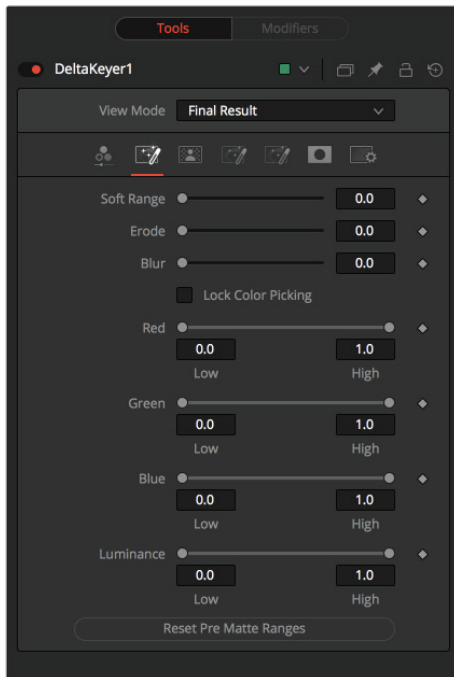 Tools Modifiers
DeltaKeyer1
View Mode Final Result
Soft Range 0.0
Erode 0.0
Blur 0.0
Lock Color Picking
Red
0.0 1.0
Low High
Green
0.0 1.0
Low High
Blue
0.0 1.0
Low High
Luminance
0.0 1.0
Low High
Reset Pre Matte Ranges